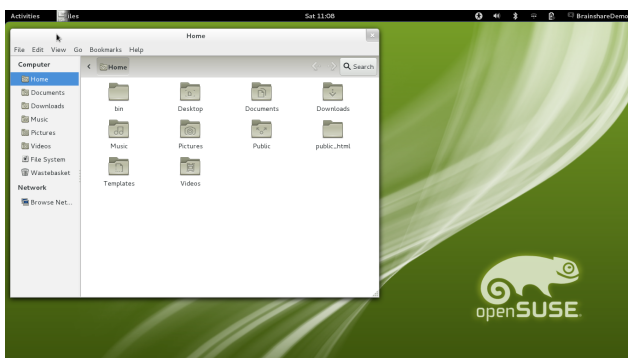 Activities Files Sat 11:08 BrainshareDemo
Home
File Edit View Go Bookmarks Help
Computer
Home
Search
Home
Documents
Downloads
Music
Pictures
Videos
File System
Wastebasket
Network
Browse Net...
bin Desktop Documents Downloads
Music Pictures Public public_html
Templates Videos
openSUSE.